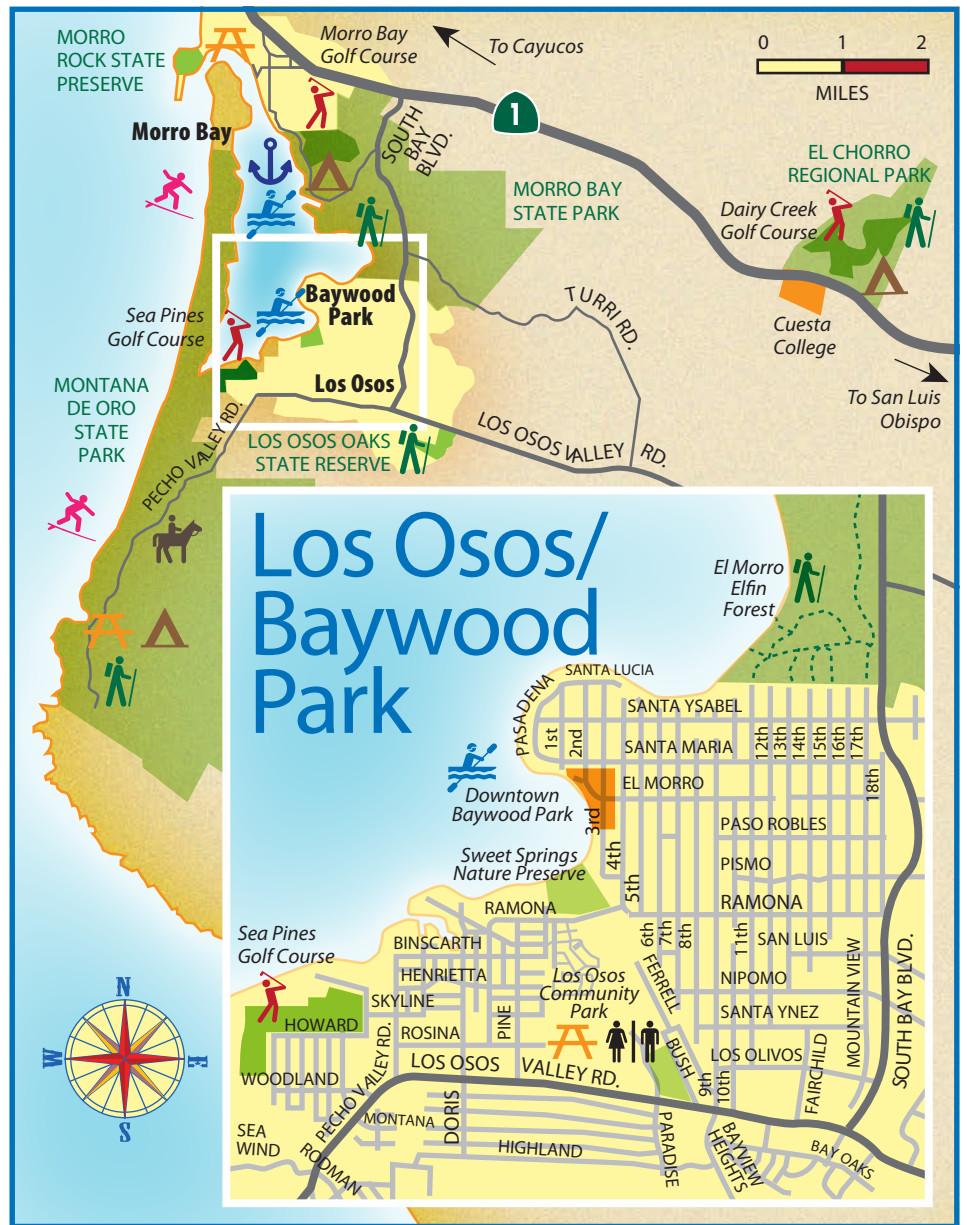 MORRO
ROCK STATE
PRESERVE
Morro Bay
Golf Course
To Cayucos
0 1 2
MILES
Morro Bay
SOUTH
BAY
BLVD.
1
MORRO BAY
STATE PARK
EL CHORRO
REGIONAL PARK
Dairy Creek
Golf Course
Sea Pines
Golf Course
Baywood
Park
TURRI RD.
Cuesta
College
Los Osos
To San Luis
Obispo
MONTANA
DE ORO
STATE
PARK
PECHO VALLEY RD.
LOS OSOS OAKS
STATE RESERVE
LOS OSOS VALLEY RD.
Los Osos/
Baywood
Park
El Morro
Elfin
Forest
SANTA LUCIA
PASADENA
SANTA YSABEL
1st
2nd
SANTA MARIA
12th
13th
14th
15th
16th
17th
18th
EL MORRO
Downtown
Baywood Park
3rd
PASO ROBLES
4th
Sweet Springs
Nature Preserve
PISMO
5th
RAMONA
RAMONA
6th
7th
8th
11th
SAN LUIS
Sea Pines
Golf Course
BINSCARTH
HENRIETTA
Los Osos
Community
Park
FERRELL
NIPOMO
MOUNTAIN VIEW
SOUTH BAY BLVD.
SKYLINE
SANTA YNEZ
HOWARD
ROSINA
PINE
BUSH
LOS OLIVOS
FAIRCHILD
LOS OSOS VALLEY RD.
WOODLAND
PECHO VALLEY RD.
9th
10th
MONTANA
DORIS
SEA
WIND
RODMAN
HIGHLAND
PARADISE
BAYVIEW
HEIGHTS
BAY OAKS
N
W
E
S